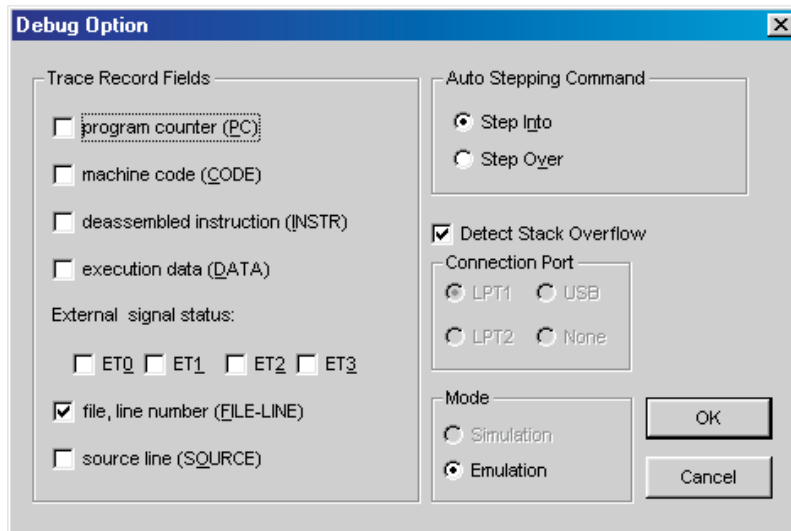 Debug Option
Trace Record Fields
program counter (PC)
machine code (CODE)
deassembled instruction (INSTR)
execution data (DATA)
External signal status:
ET0 ET1 ET2 ET3
file, line number (FILE-LINE)
source line (SOURCE)
Auto Stepping Command
Step Into
Step Over
Detect Stack Overflow
Connection Port
LPT1 USB
LPT2 None
Mode
Simulation
Emulation
OK
Cancel